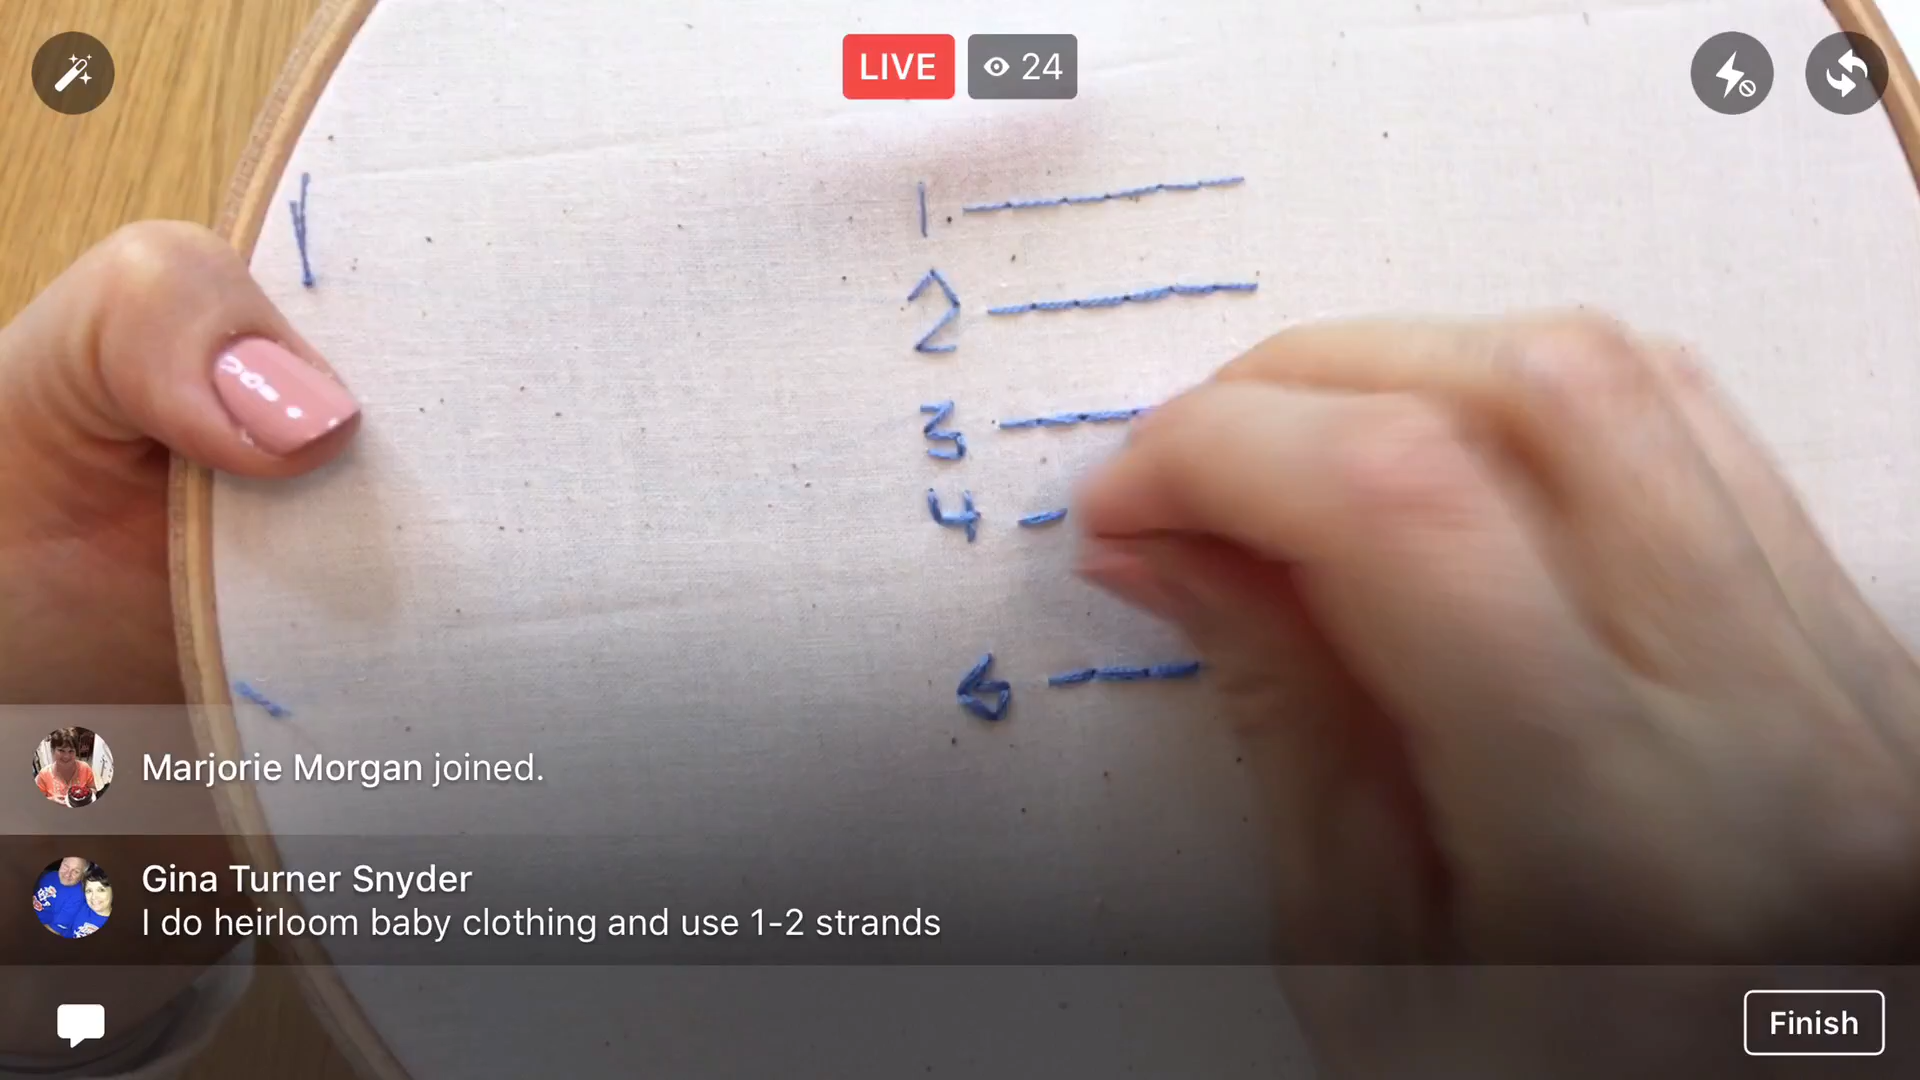 LIVE 24
1
2
3
4
6
Marjorie Morgan joined.
Gina Turner Snyder
I do heirloom baby clothing and use 1-2 strands
Finish